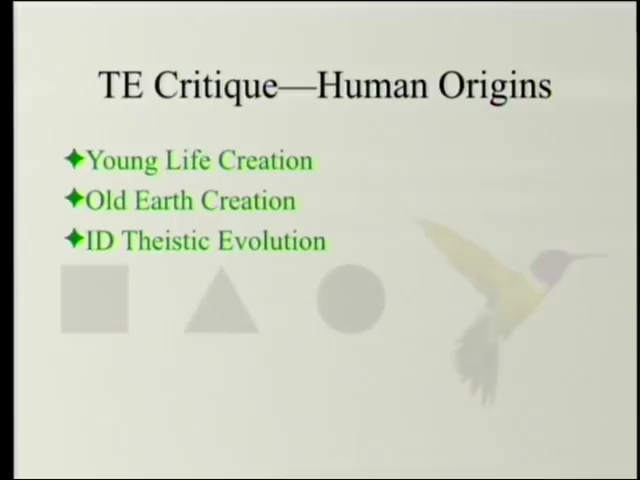 TE Critique—Human Origins
Young Life Creation
Old Earth Creation
ID Theistic Evolution